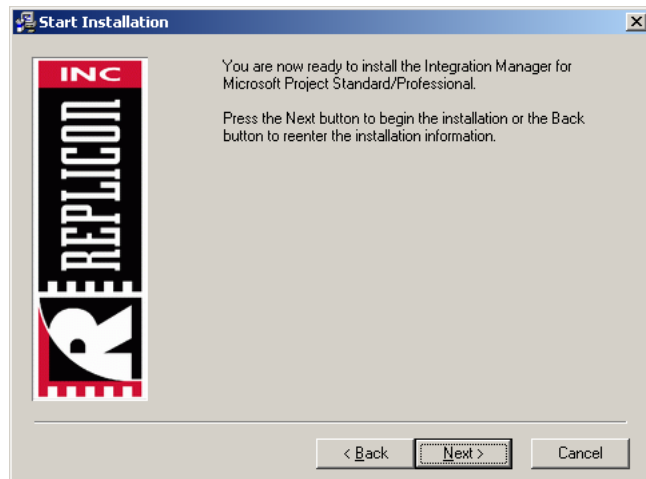 Start Installation
INC
REPLICON
R
You are now ready to install the Integration Manager for
Microsoft Project Standard/Professional.
Press the Next button to begin the installation or the Back
button to reenter the installation information.
< Back
Next >
Cancel